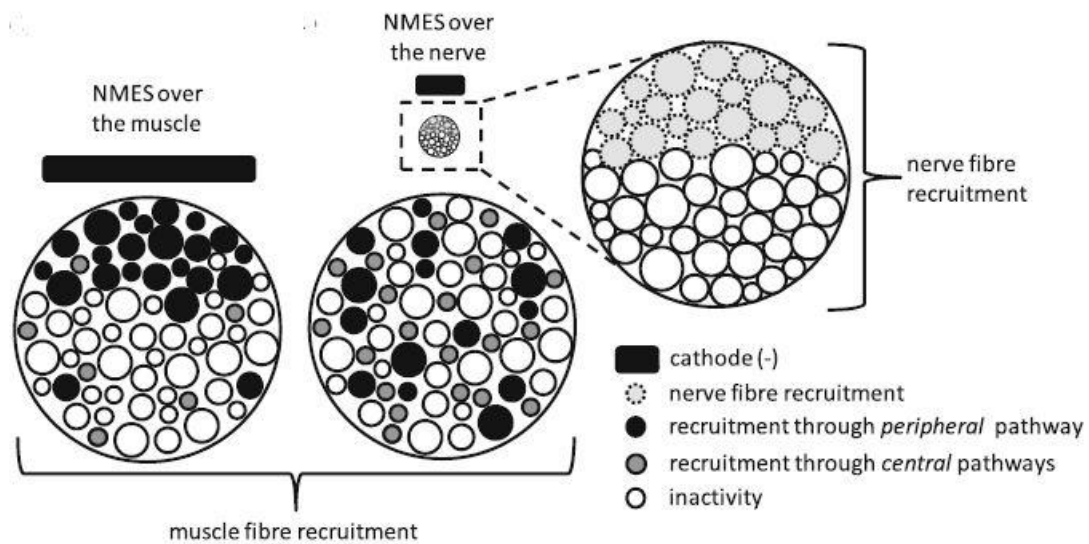 NMES over
the muscle
NMES over
the nerve
nerve fibre
recruitment
cathode (-)
nerve fibre recruitment
recruitment through peripheral pathway
recruitment through central pathways
inactivity
muscle fibre recruitment